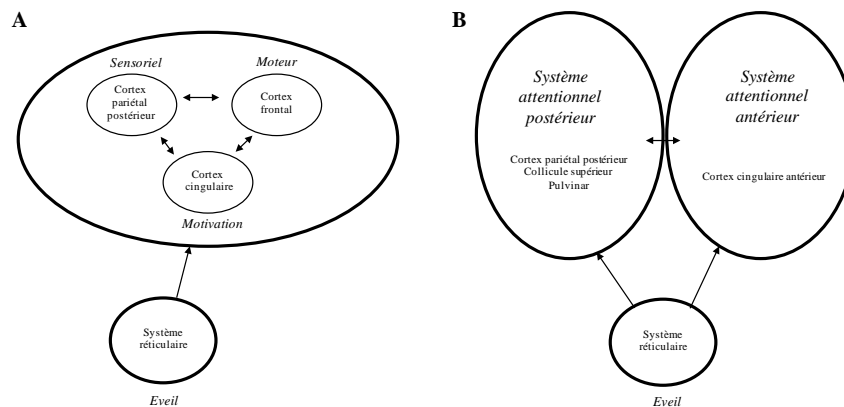 A
Sensoriel
Moteur
Cortex
pariétal
postérieur
Cortex
frontal
Cortex
cingulaire
Motivation
Système
réticulaire
Eveil
B
Système
attentionnel
postérieur
Cortex pariétal postérieur
Collicule supérieur
Pulvinar
Système
attentionnel
antérieur
Cortex cingulaire antérieur
Système
réticulaire
Eveil